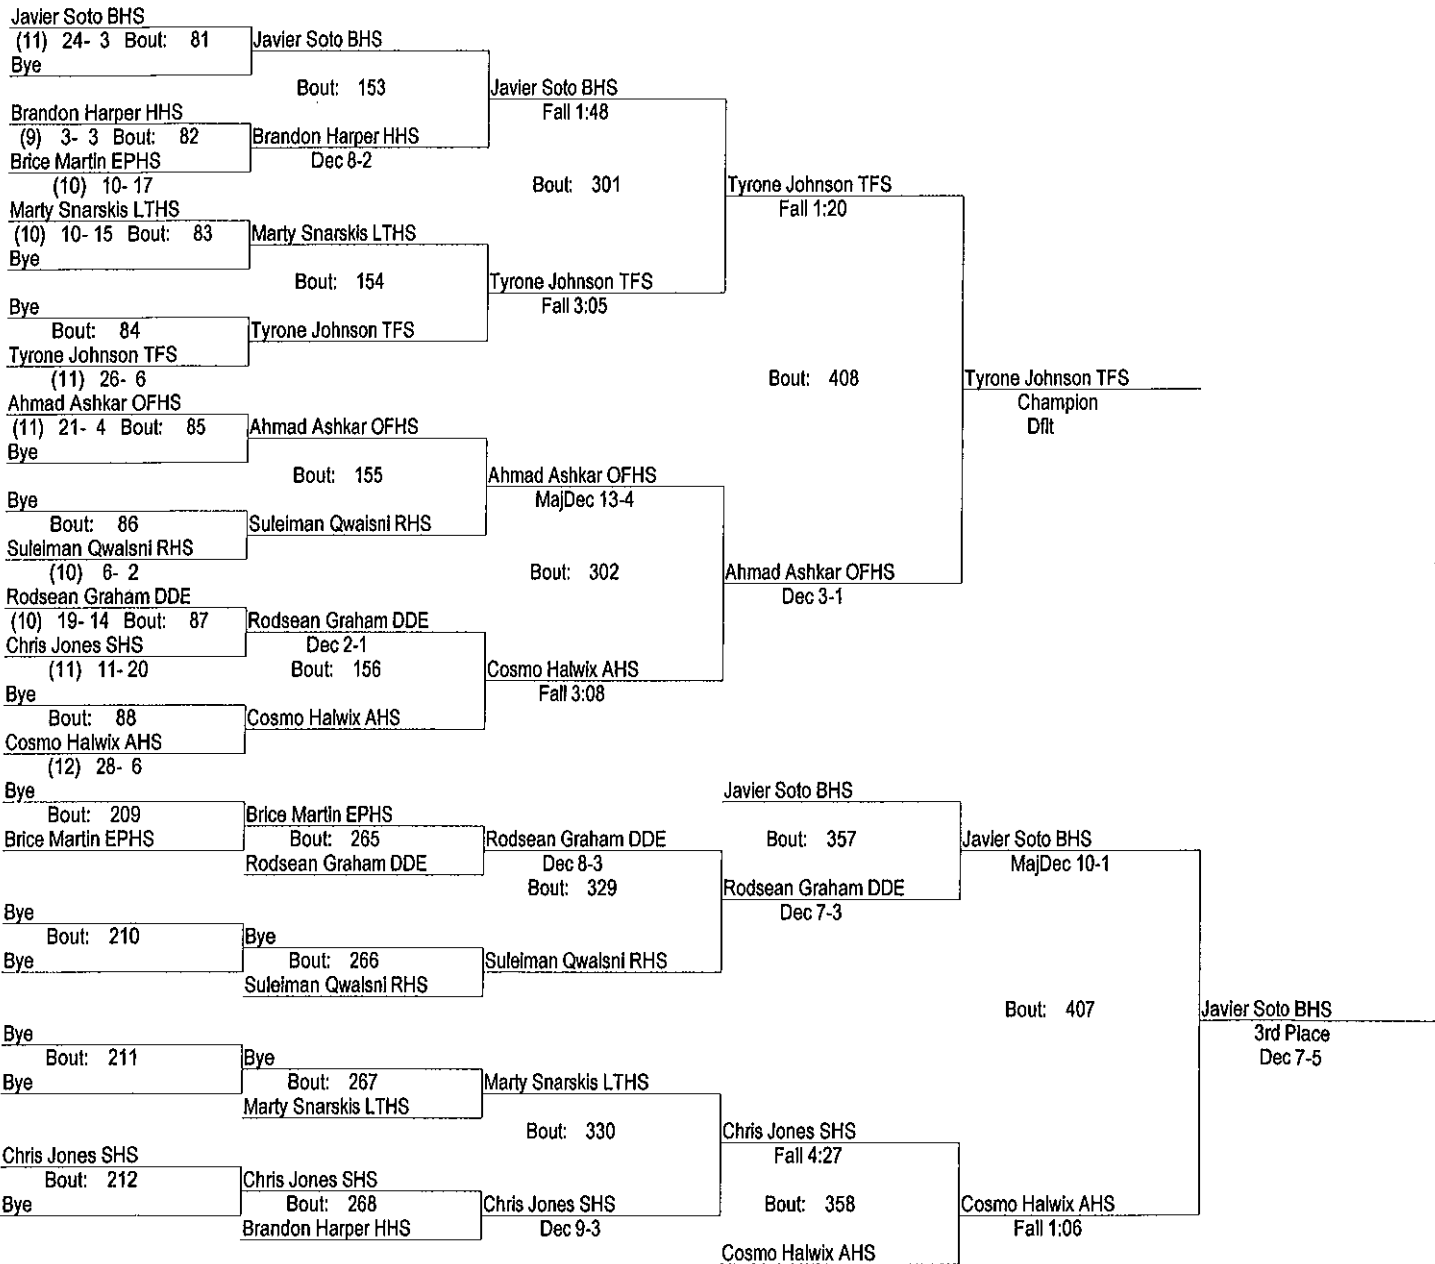 Javier Soto BHS
(11) 24- 3 Bout: 81
Bye
Brandon Harper HHS
(9) 3- 3 Bout: 82
Brice Martin EPHS
(10) 10- 17
Marty Snarskis LTHS
(10) 10- 15 Bout: 83
Bye
Bye
Bout: 84
Tyrone Johnson TFS
(11) 26- 6
Ahmad Ashkar OFHS
(11) 21- 4 Bout: 85
Bye
Bye
Bout: 86
Suleiman Qwaisni RHS
(10) 6- 2
Rodsean Graham DDE
(10) 19- 14 Bout: 87
Chris Jones SHS
(11) 11- 20
Bye
Bout: 88
Cosmo Halwix AHS
(12) 28- 6
Javier Soto BHS
Bout: 153
Brandon Harper HHS
Dec 8-2
Marty Snarskis LTHS
Bout: 154
Tyrone Johnson TFS
Ahmad Ashkar OFHS
Bout: 155
Suleiman Qwaisni RHS
Rodsean Graham DDE
Dec 2-1
Bout: 156
Cosmo Halwix AHS
Javier Soto BHS
Fall 1:48
Bout: 301
Tyrone Johnson TFS
Fall 3:05
Ahmad Ashkar OFHS
MajDec 13-4
Bout: 302
Cosmo Halwix AHS
Fall 3:08
Tyrone Johnson TFS
Fall 1:20
Bout: 408
Ahmad Ashkar OFHS
Dec 3-1
Tyrone Johnson TFS
Champion
Dflt
Bye
Bout: 209
Brice Martin EPHS
Bye
Bout: 210
Bye
Bye
Bout: 211
Bye
Chris Jones SHS
Bout: 212
Bye
Brice Martin EPHS
Bout: 265
Rodsean Graham DDE
Bye
Bout: 266
Suleiman Qwaisni RHS
Bye
Bout: 267
Marty Snarskis LTHS
Chris Jones SHS
Bout: 268
Brandon Harper HHS
Rodsean Graham DDE
Dec 8-3
Bout: 329
Suleiman Qwaisni RHS
Marty Snarskis LTHS
Bout: 330
Chris Jones SHS
Dec 9-3
Javier Soto BHS
Bout: 357
Rodsean Graham DDE
Dec 7-3
Chris Jones SHS
Fall 4:27
Bout: 358
Cosmo Halwix AHS
Javier Soto BHS
MajDec 10-1
Bout: 407
Cosmo Halwix AHS
Fall 1:06
Javier Soto BHS
3rd Place
Dec 7-5